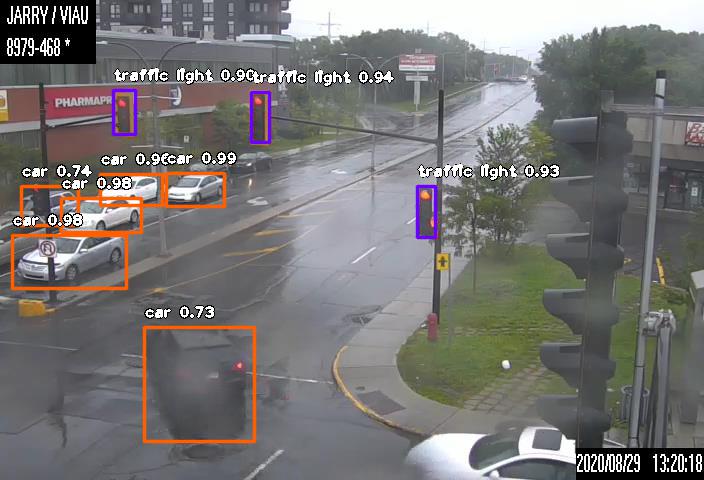 JARRY / VIAU
8979-468 *
traffic light 0.90
traffic light 0.94
PHARMAPR
J
car 0.96
car 0.99
car 0.74
car 0.98
traffic light 0.93
car 0.98
car 0.73
2020/08/29 13:20:18